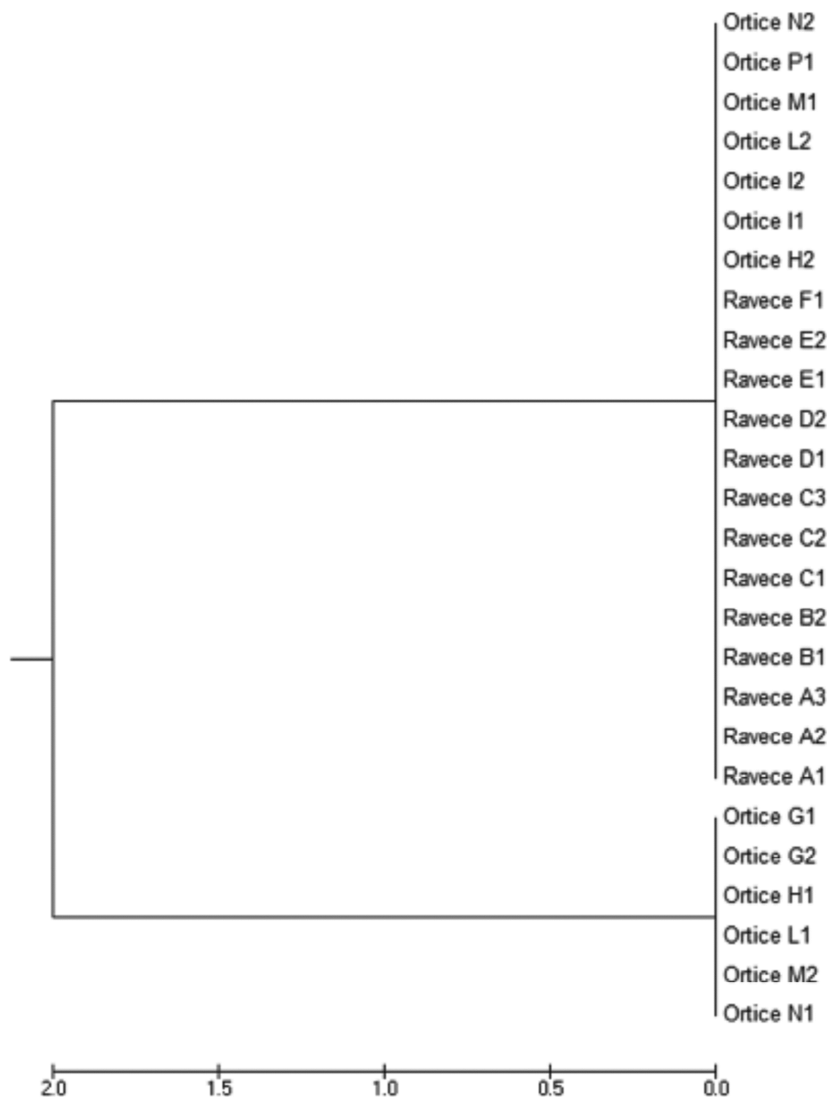 Ortice N2
Ortice P1
Ortice M1
Ortice L2
Ortice I2
Ortice I1
Ortice H2
Ravece F1
Ravece E2
Ravece E1
Ravece D2
Ravece D1
Ravece C3
Ravece C2
Ravece C1
Ravece B2
Ravece B1
Ravece A3
Ravece A2
Ravece A1
Ortice G1
Ortice G2
Ortice H1
Ortice L1
Ortice M2
Ortice N1
2.0 1.5 1.0 0.5 0.0